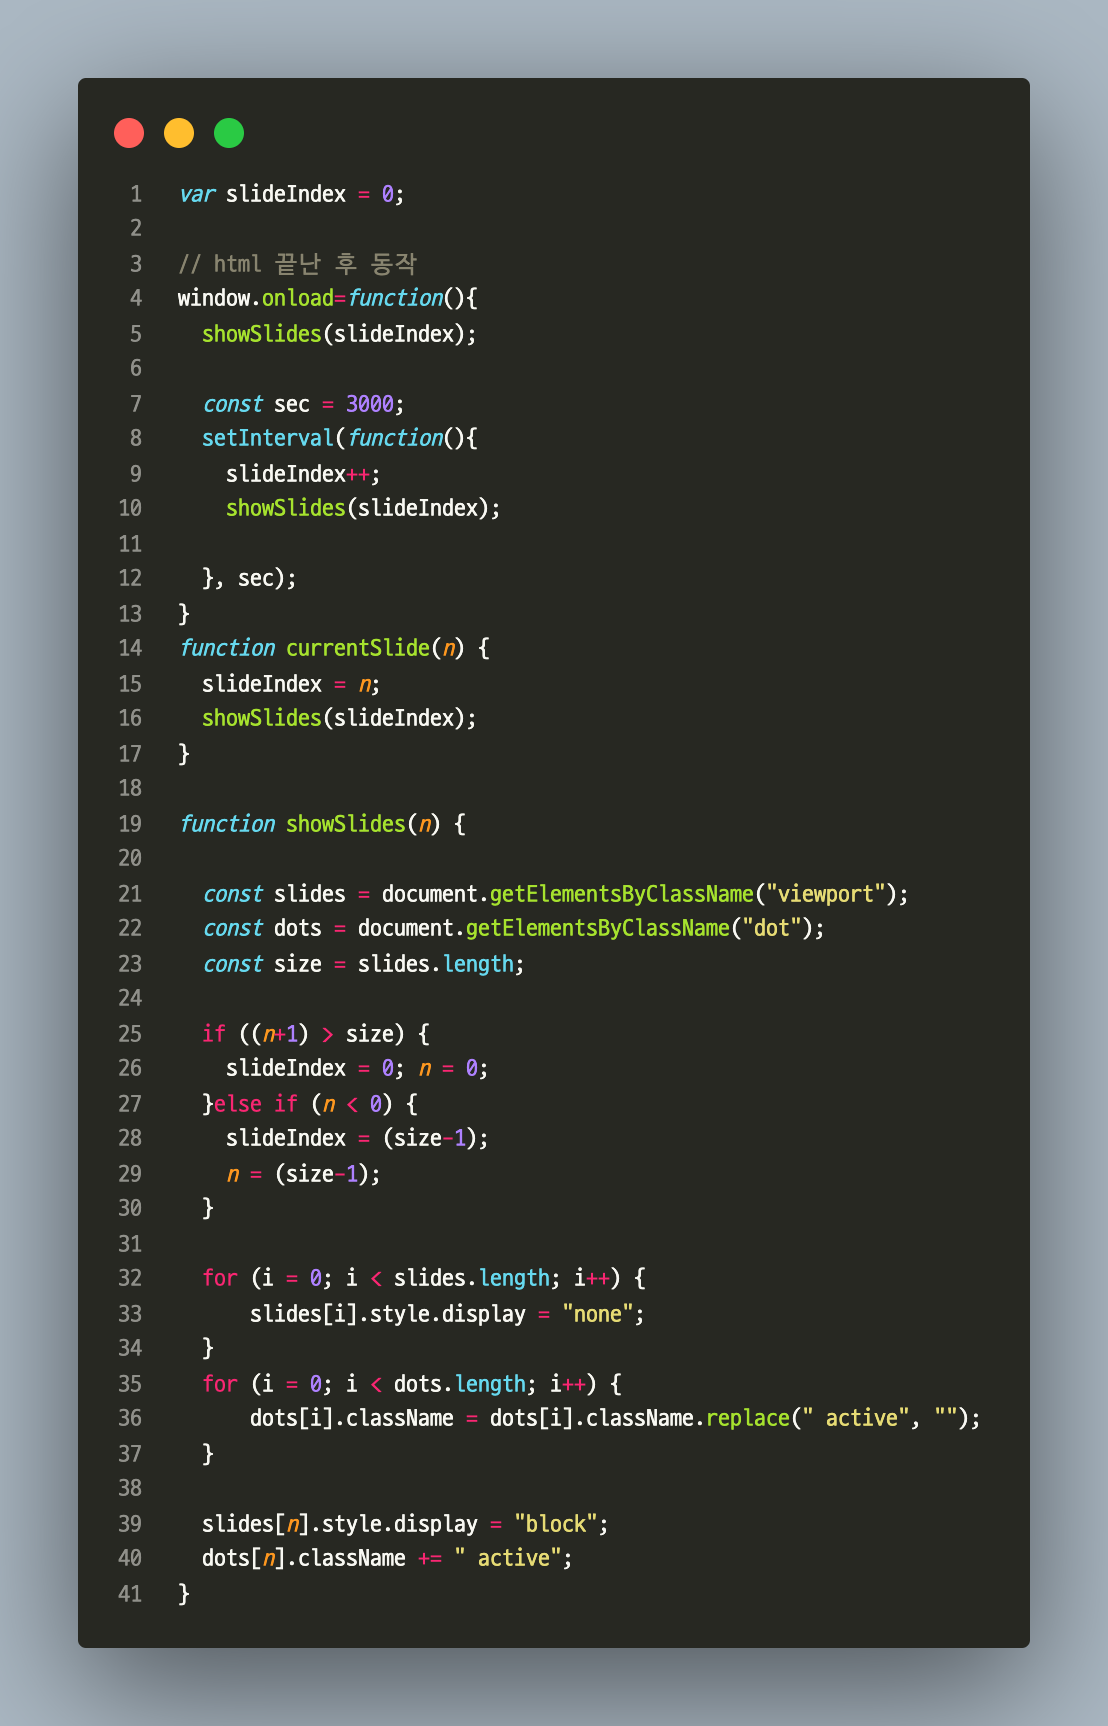 1 var slideIndex = 0;
2
3 // html 끝난 후 동작
4 window.onload=function(){
5   showSlides(slideIndex);
6
7   const sec = 3000;
8   setInterval(function(){
9     slideIndex++;
10     showSlides(slideIndex);
11
12   }, sec);
13 }
14 function currentSlide(n) {
15   slideIndex = n;
16   showSlides(slideIndex);
17 }
18
19 function showSlides(n) {
20
21   const slides = document.getElementsByClassName("viewport");
22   const dots = document.getElementsByClassName("dot");
23   const size = slides.length;
24
25   if ((n+1) > size) {
26     slideIndex = 0; n = 0;
27   }else if (n < 0) {
28     slideIndex = (size-1);
29     n = (size-1);
30   }
31
32   for (i = 0; i < slides.length; i++) {
33       slides[i].style.display = "none";
34   }
35   for (i = 0; i < dots.length; i++) {
36       dots[i].className = dots[i].className.replace(" active", "");
37   }
38
39   slides[n].style.display = "block";
40   dots[n].className += " active";
41 }